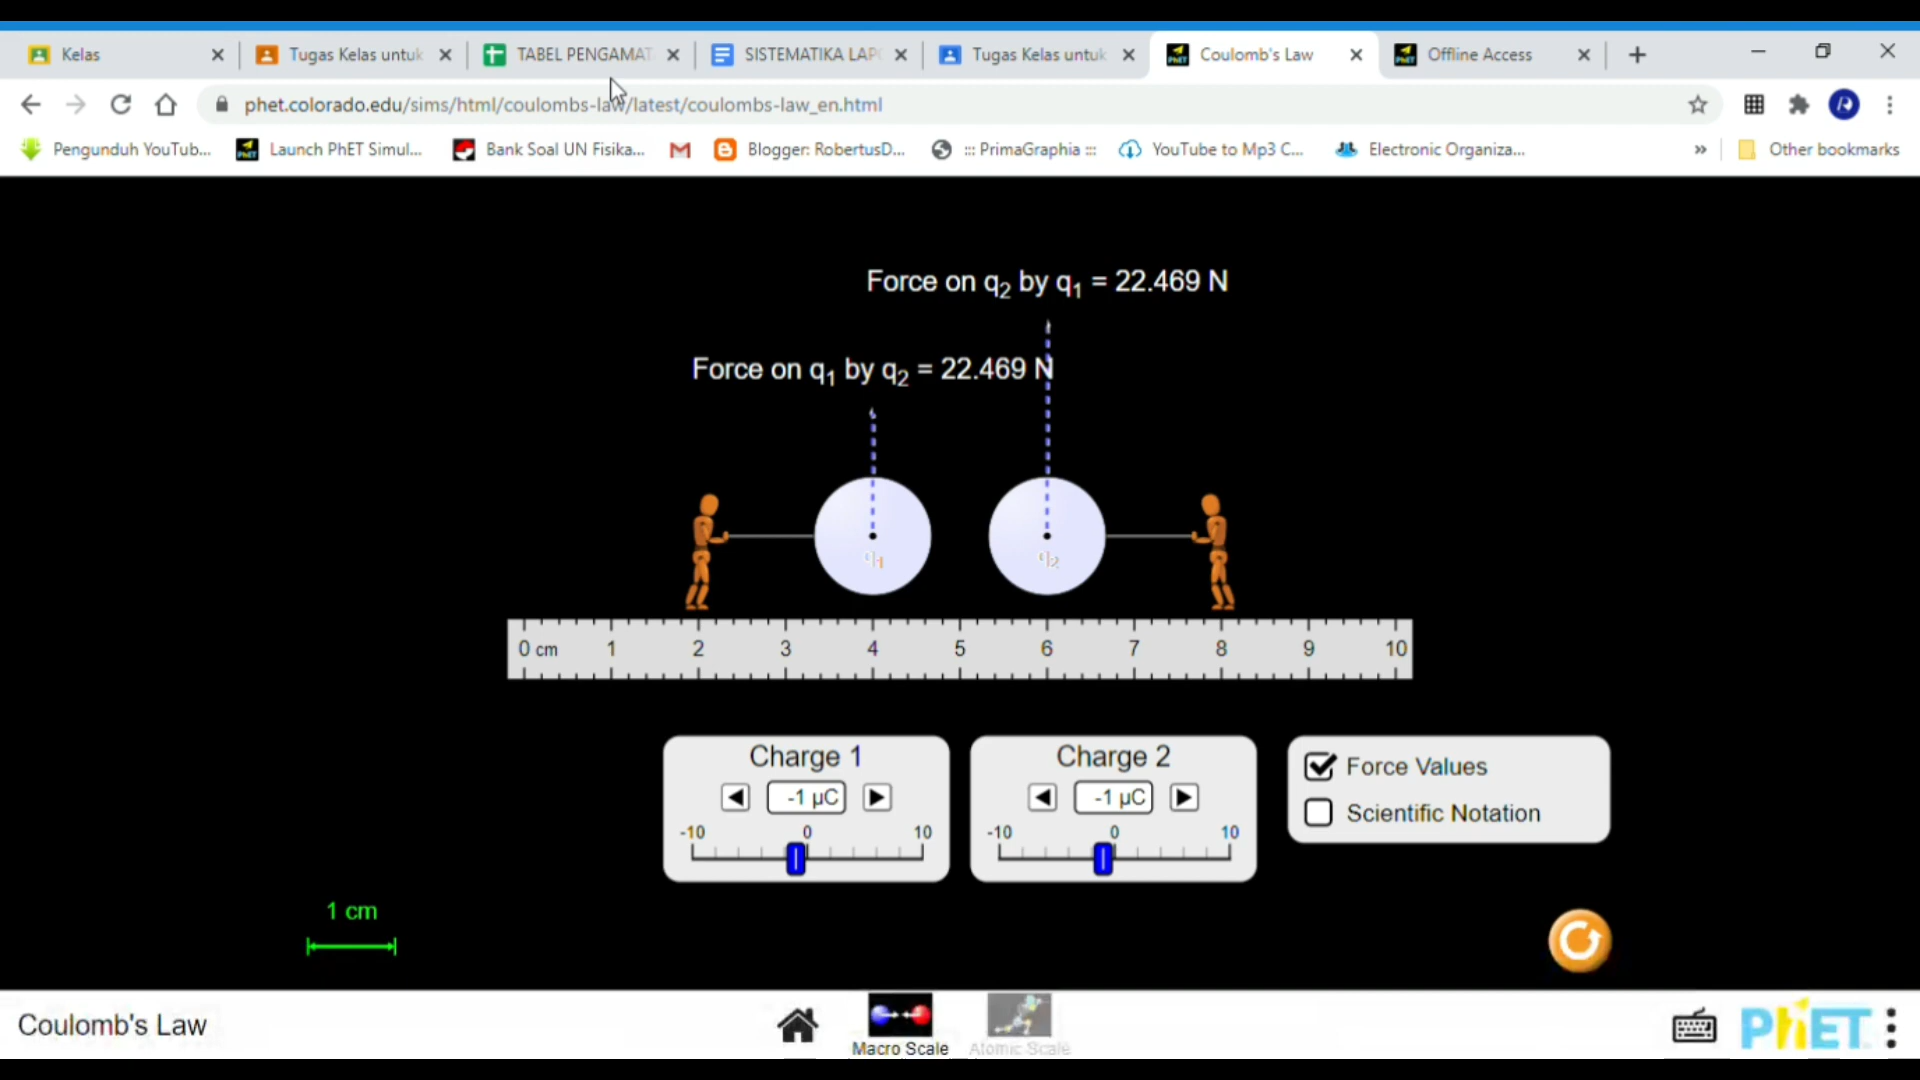 Kelas
Tugas Kelas untuk
TABEL PENGAMAT
SISTEMATIKA LAP
Tugas Kelas untuk
Coulomb's Law
Offline Access
phet.colorado.edu/sims/html/coulombs-law/latest/coulombs-law_en.html
Pengunduh YouTub...
Launch PhET Simul...
Bank Soal UN Fisika...
Blogger: RobertusD...
::: PrimaGraphia :::
YouTube to Mp3 C...
Electronic Organiza...
»
Other bookmarks
Force on q₂ by q₁ = 22.469 N
Force on q₁ by q₂ = 22.469 N
q₁
q₂
0 cm 1 2 3 4 5 6 7 8 9 10
Charge 1
-1 μC
-10 0 10
Charge 2
-1 μC
-10 0 10
Force Values
Scientific Notation
1 cm
Coulomb's Law
Macro Scale
Atomic Scale
PhET